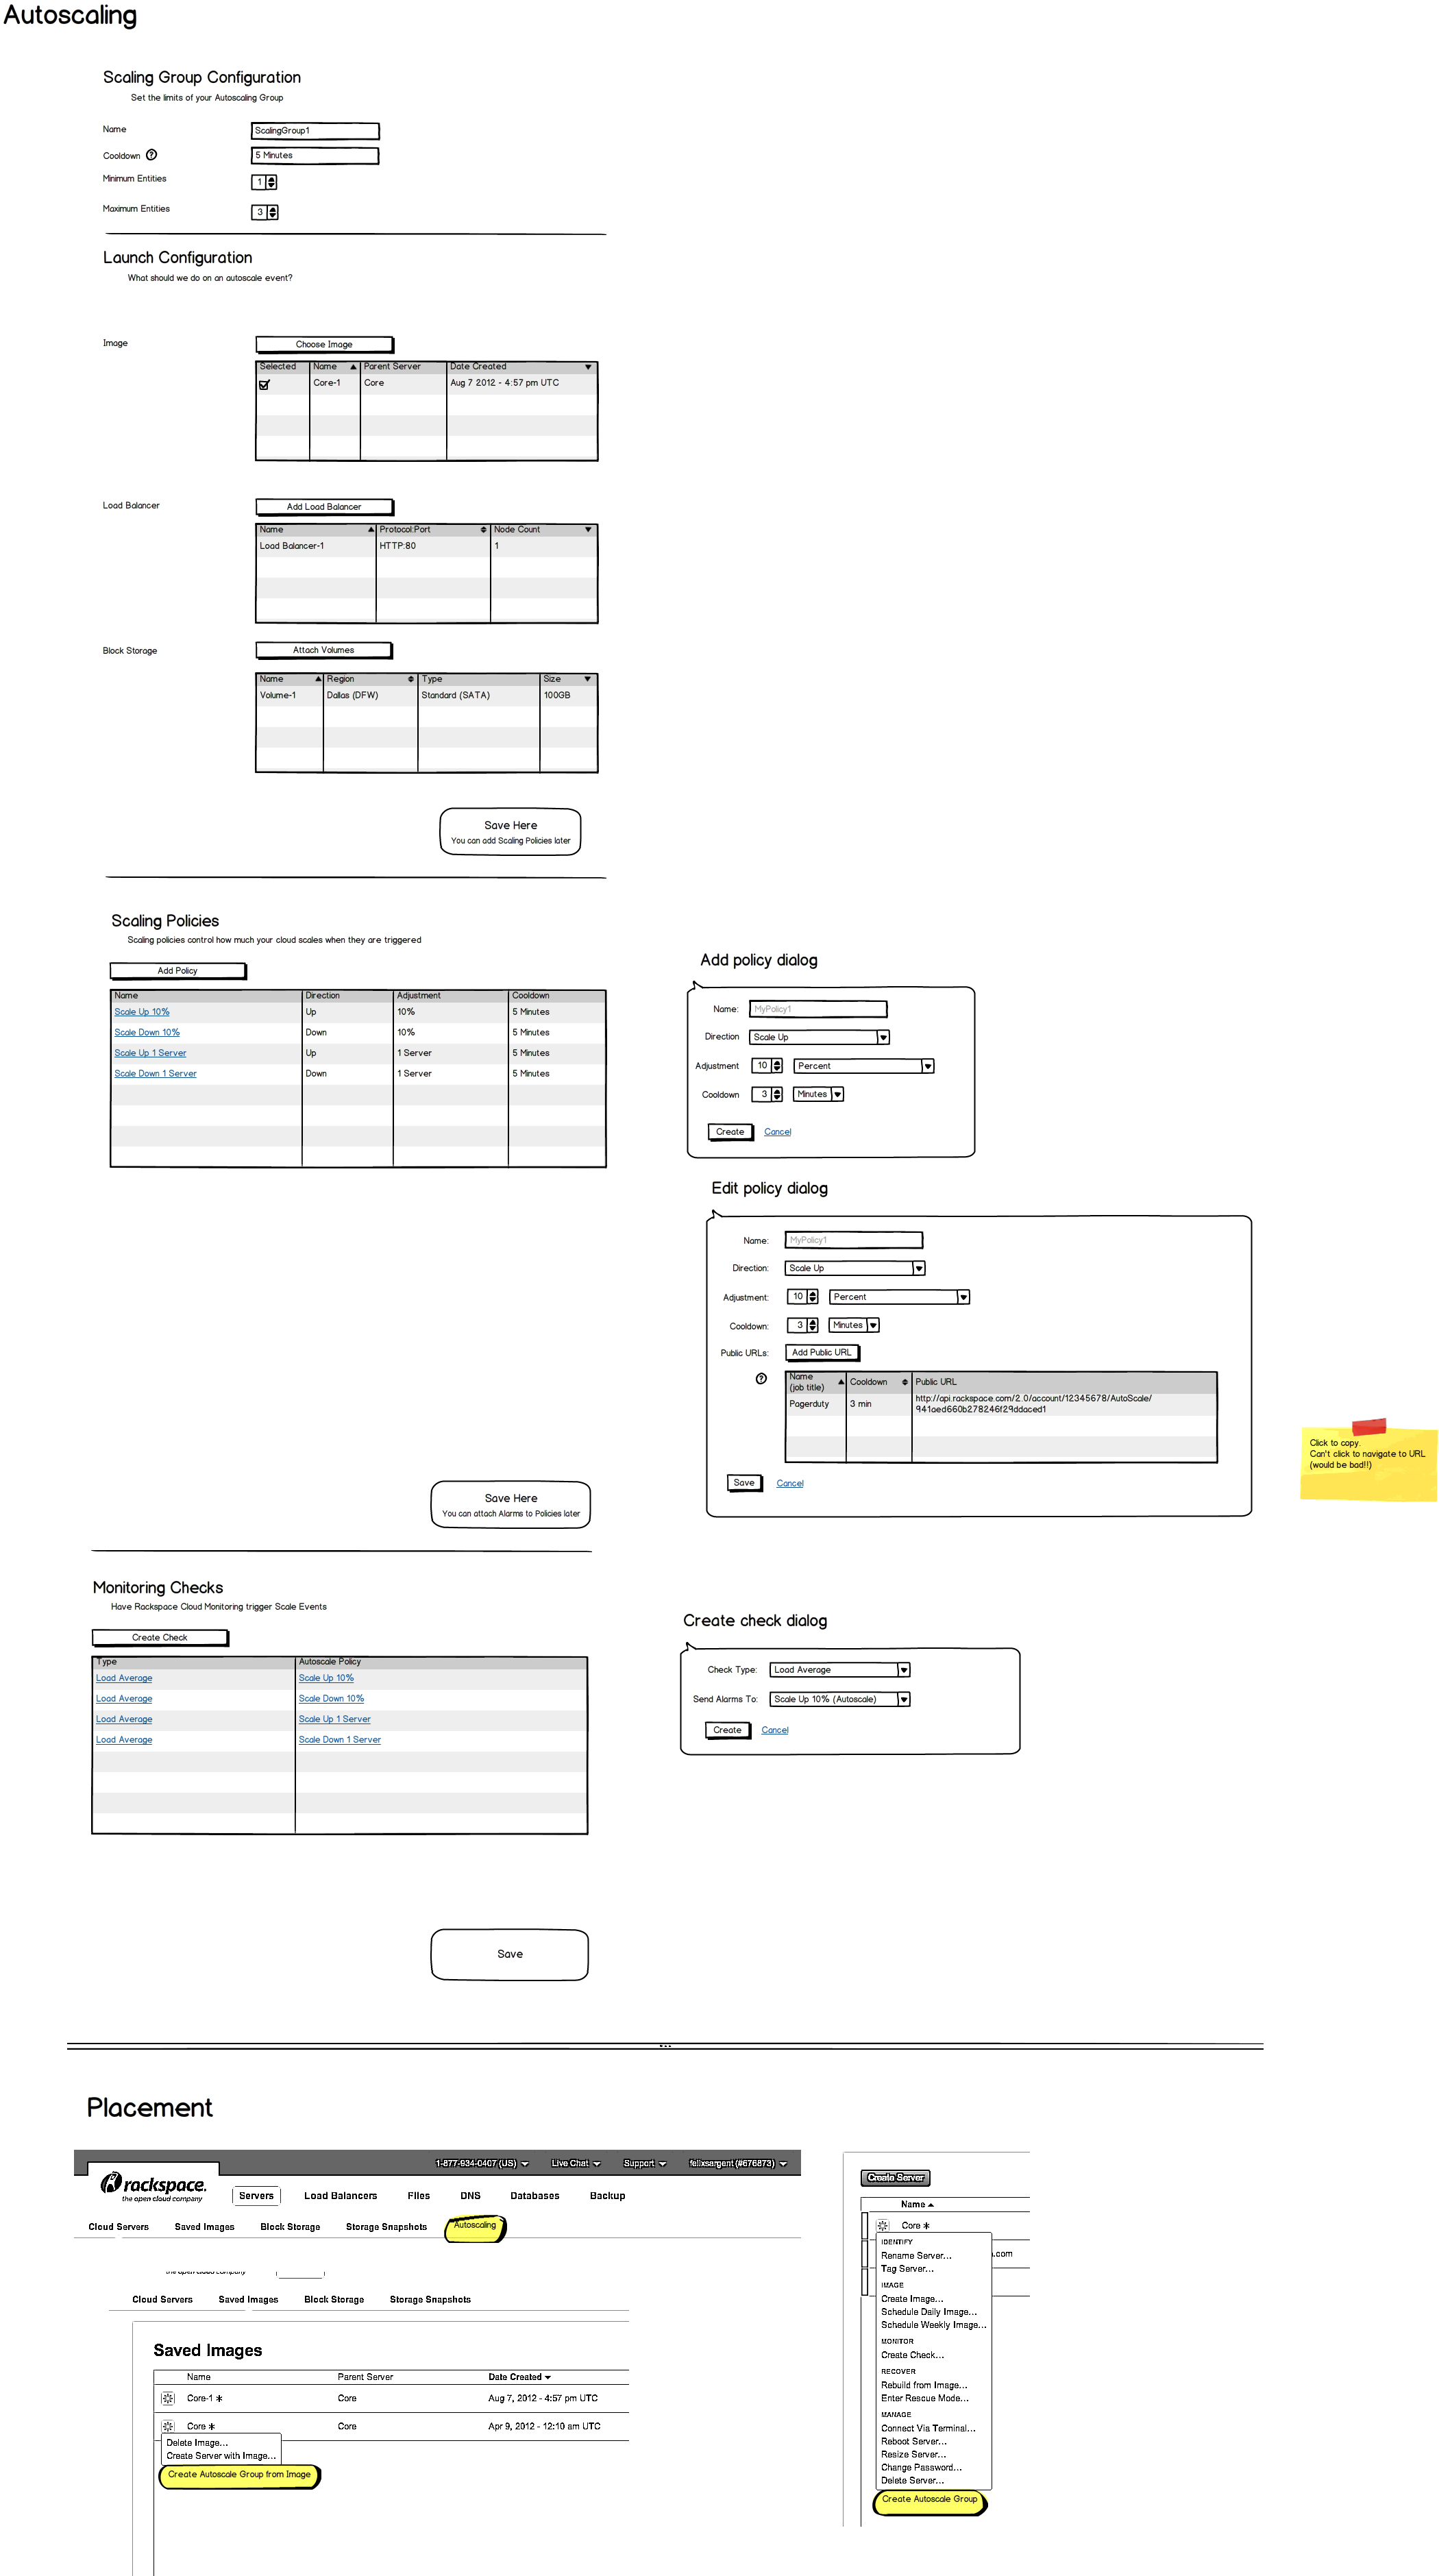 Autoscaling
Scaling Group Configuration
Set the limits of your Autoscaling Group
Name
ScalingGroup1
Cooldown ?
5 Minutes
Minimum Entities
1
Maximum Entities
3
Launch Configuration
What should we do on an autoscale event?
Image
Choose Image
Selected Name Parent Server Date Created
Core-1 Core Aug 7 2012 - 4:57 pm UTC
Load Balancer
Add Load Balancer
Name Protocol:Port Node Count
Load Balancer-1 HTTP:80 1
Block Storage
Attach Volumes
Name Region Type Size
Volume-1 Dallas (DFW) Standard (SATA) 100GB
Save Here
You can add Scaling Policies later
Scaling Policies
Scaling policies control how much your cloud scales when they are triggered
Add Policy
Name Direction Adjustment Cooldown
Scale Up 10% Up 10% 5 Minutes
Scale Down 10% Down 10% 5 Minutes
Scale Up 1 Server Up 1 Server 5 Minutes
Scale Down 1 Server Down 1 Server 5 Minutes
Add policy dialog
Name: MyPolicy1
Direction Scale Up
Adjustment 10 Percent
Cooldown 3 Minutes
Create Cancel
Edit policy dialog
Name: MyPolicy1
Direction: Scale Up
Adjustment: 10 Percent
Cooldown: 3 Minutes
Public URLs: Add Public URL
?
Name
(job title) Cooldown Public URL
Pagerduty 3 min http://api.rackspace.com/2.0/account/12345678/AutoScale/
941aed660b278246f29ddaced1
Save Cancel
Click to copy.
Can't click to navigate to URL
(would be bad!!)
Save Here
You can attach Alarms to Policies later
Monitoring Checks
Have Rackspace Cloud Monitoring trigger Scale Events
Create Check
Type Autoscale Policy
Load Average Scale Up 10%
Load Average Scale Down 10%
Load Average Scale Up 1 Server
Load Average Scale Down 1 Server
Create check dialog
Check Type: Load Average
Send Alarms To: Scale Up 10% (Autoscale)
Create Cancel
Save
Placement
1-877-934-0407 (US) Live Chat Support felixsargent (#676873)
rackspace.
the open cloud company
Servers Load Balancers Files DNS Databases Backup
Cloud Servers Saved Images Block Storage Storage Snapshots Autoscaling
the open cloud company
Cloud Servers Saved Images Block Storage Storage Snapshots
Saved Images
Name Parent Server Date Created
Core-1 * Core Aug 7, 2012 - 4:57 pm UTC
Core * Core Apr 9, 2012 - 12:10 am UTC
Delete Image...
Create Server with Image...
Create Autoscale Group from Image
Create Server
Name
Core *
IDENTIFY
Rename Server...
.com
Tag Server...
IMAGE
Create Image...
Schedule Daily Image...
Schedule Weekly Image...
MONITOR
Create Check...
RECOVER
Rebuild from Image...
Enter Rescue Mode...
MANAGE
Connect Via Terminal...
Reboot Server...
Resize Server...
Change Password...
Delete Server...
Create Autoscale Group